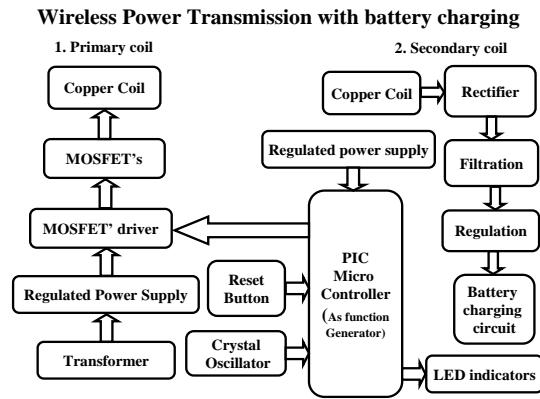 Wireless Power Transmission with battery charging
1. Primary coil
2. Secondary coil
Copper Coil
Copper Coil
Rectifier
MOSFET's
Regulated power supply
Filtration
MOSFET' driver
PIC
Micro
Controller
(As function
Generator)
Regulation
Reset
Button
Regulated Power Supply
Battery
charging
circuit
Crystal
Oscillator
Transformer
LED indicators